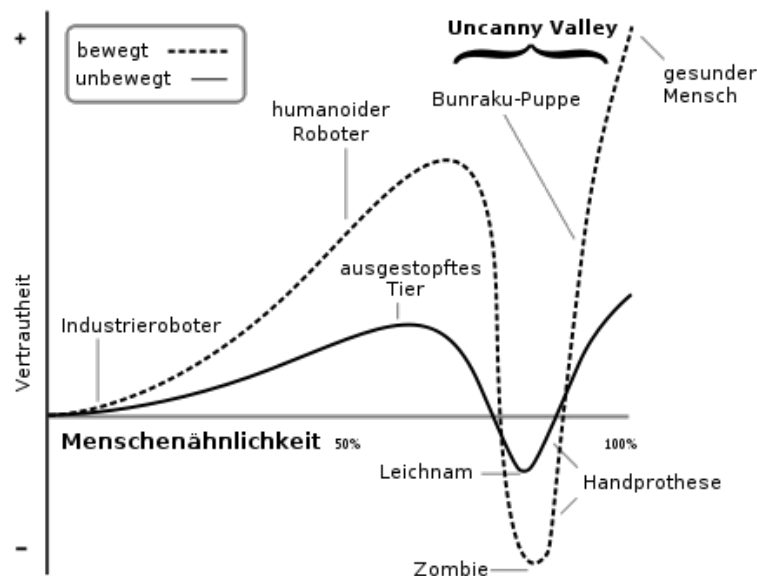 +
Uncanny Valley
bewegt
unbewegt
gesunder
Mensch
Bunraku-Puppe
humanoider
Roboter
ausgestopftes
Tier
Industrieroboter
Vertrautheit
Menschenähnlichkeit
50%
100%
Leichnam
Handprothese
–
Zombie